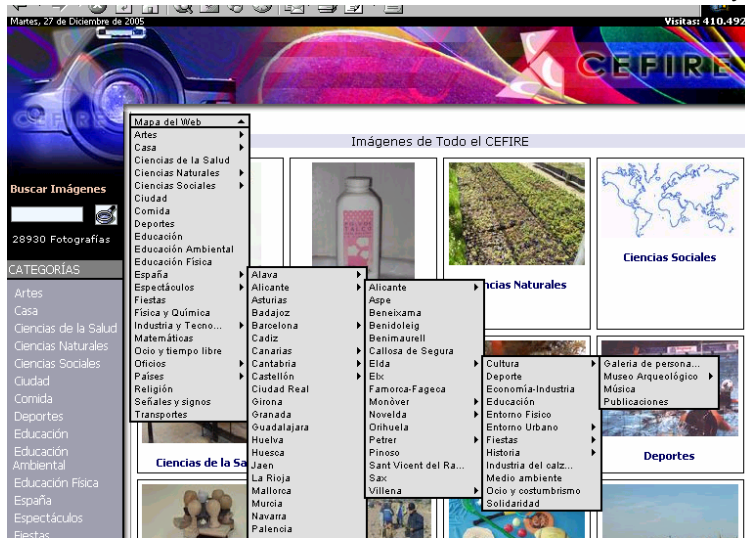 Martes, 27 de Diciembre de 2005
Visitas: 410.492
CEFIRE
CEFIRE
Buscar Imágenes
28930 Fotografías
CATEGORÍAS
Artes
Casa
Ciencias de la Salud
Ciencias Naturales
Ciencias Sociales
Ciudad
Comida
Deportes
Educación
Educación
Ambiental
Educación Física
España
Espectáculos
Fiestas
Mapa del Web
Artes
Casa
Ciencias de la Salud
Ciencias Naturales
Ciencias Sociales
Ciudad
Comida
Deportes
Educación
Educación Ambiental
Educación Física
España
Espectáculos
Fiestas
Física y Química
Industria y Tecno...
Matemáticas
Ocio y tiempo libre
Oficios
Países
Religión
Señales y signos
Transportes
Alava
Alicante
Asturias
Badajoz
Barcelona
Cadiz
Canarias
Cantabria
Castellón
Ciudad Real
Girona
Granada
Guadalajara
Huelva
Huesca
Jaen
La Rioja
Mallorca
Murcia
Navarra
Palencia
Alicante
Aspe
Beneixama
Benidoleig
Benimaurell
Callosa de Segura
Elda
Elx
Famorca-Fageca
Monòver
Novelda
Orihuela
Petrer
Pinoso
Sant Vicent del Ra...
Sax
Villena
Cultura
Deporte
Economía-Industria
Educación
Entorno Fisico
Entorno Urbano
Fiestas
Historia
Industria del calz...
Medio ambiente
Ocio y costumbrismo
Solidaridad
Galeria de persona...
Museo Arqueológico
Música
Publicaciones
Imágenes de Todo el CEFIRE
ncias Naturales
Ciencias Sociales
Ciencias de la Sa
Deportes